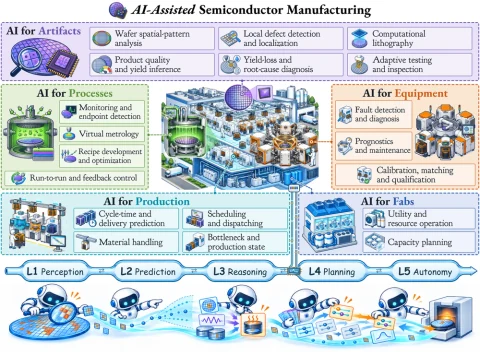 AI-Assisted Semiconductor Manufacturing
AI for Artifacts
Wafer spatial-pattern
analysis
Local defect detection
and localization
Computational
lithography
Product quality
and yield inference
Yield-loss and
root-cause diagnosis
Adaptive testing
and inspection
AI for Processes
Monitoring and
endpoint detection
Virtual metrology
Recipe development
and optimization
Run-to-run and feedback control
AI for Equipment
Fault detection
and diagnosis
Prognostics
and maintenance
Calibration, matching
and qualification
AI for Production
Cycle-time and
delivery prediction
Scheduling
and dispatching
Material handling
Bottleneck and
production state
AI for Fabs
Utility and
resource operation
Capacity planning
L1 Perception
L2 Prediction
L3 Reasoning
L4 Planning
L5 Autonomy